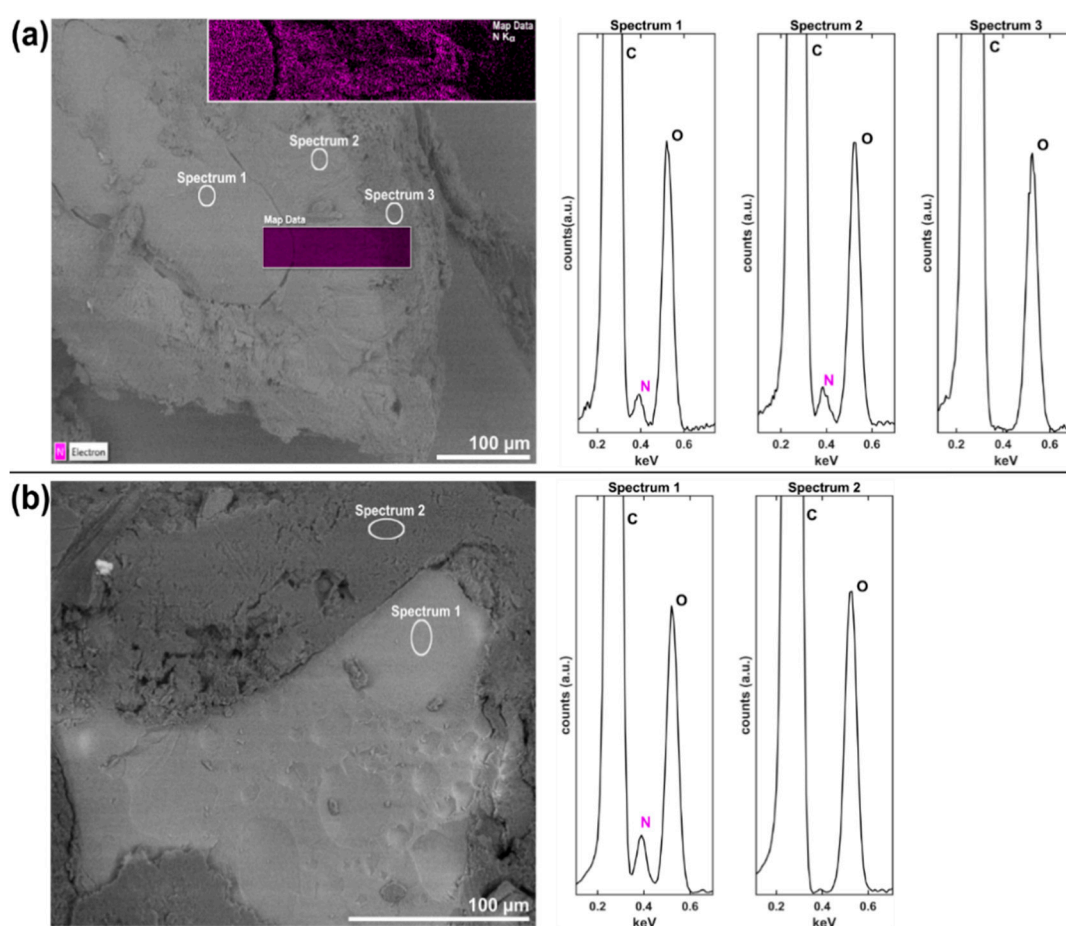 (a)
Map Data
N Kα
Spectrum 1
Spectrum 2
Spectrum 3
Map Data
N Electron
100 µm
Spectrum 1
C
O
N
counts(a.u.)
0.2 0.4 0.6
keV
Spectrum 2
C
O
N
counts (a.u.)
0.2 0.4 0.6
keV
Spectrum 3
C
O
counts (a.u.)
0.2 0.4 0.6
keV
(b)
Spectrum 2
Spectrum 1
100 µm
Spectrum 1
C
O
N
counts (a.u.)
0.2 0.4 0.6
keV
Spectrum 2
C
O
counts (a.u.)
0.2 0.4 0.6
keV